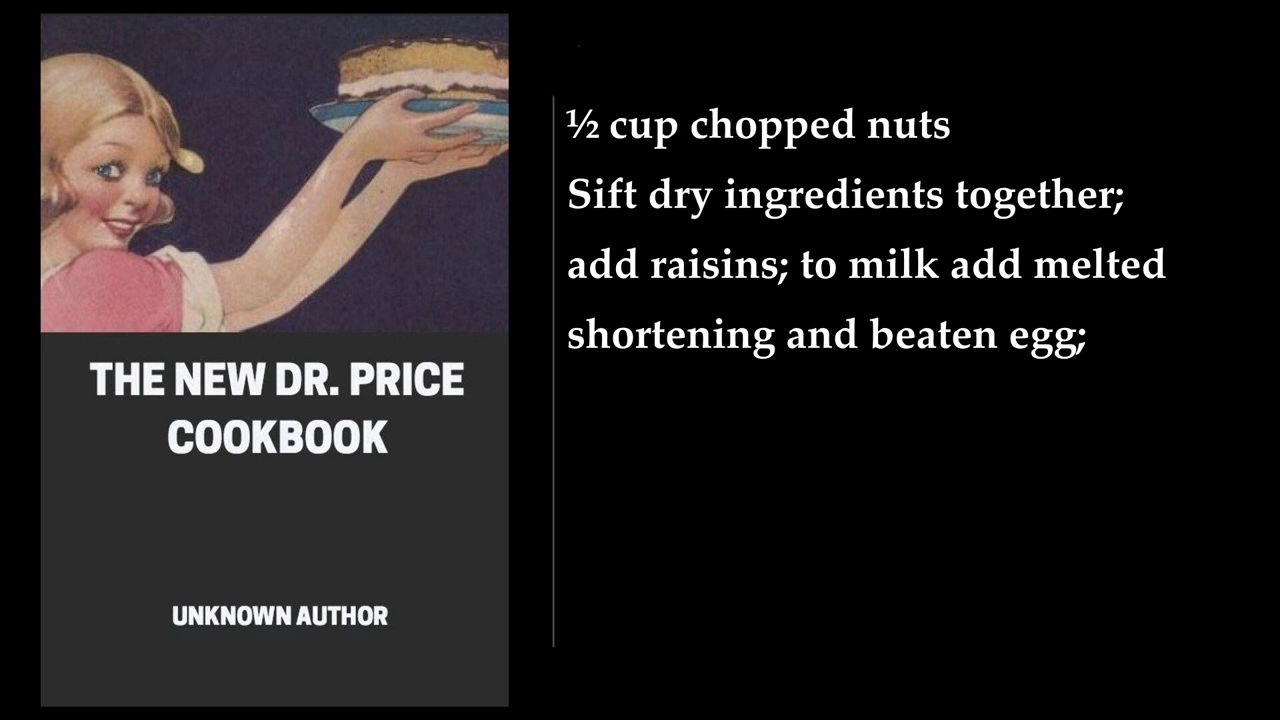 THE NEW DR. PRICE
COOKBOOK
UNKNOWN AUTHOR
½ cup chopped nuts
Sift dry ingredients together;
add raisins; to milk add melted
shortening and beaten egg;